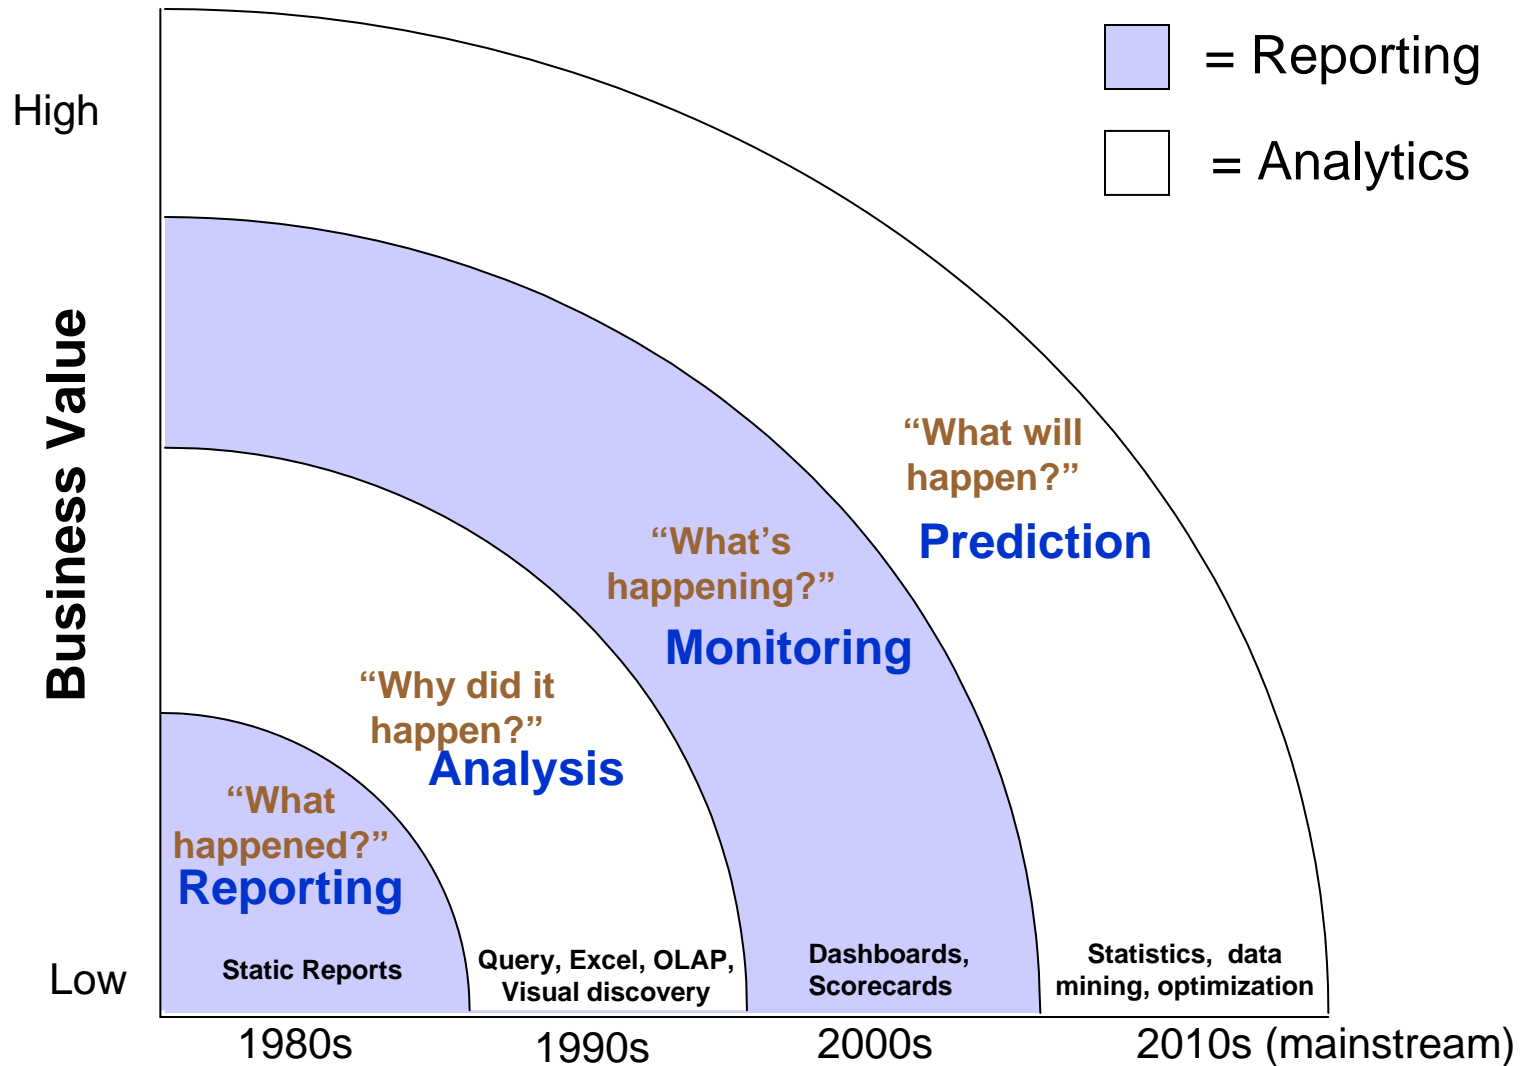 = Reporting
= Analytics
High
Business Value
Low
“What will
happen?”
Prediction
“What’s
happening?”
Monitoring
“Why did it
happen?”
Analysis
“What
happened?”
Reporting
Static Reports
Query, Excel, OLAP,
Visual discovery
Dashboards,
Scorecards
Statistics, data
mining, optimization
1980s
1990s
2000s
2010s (mainstream)